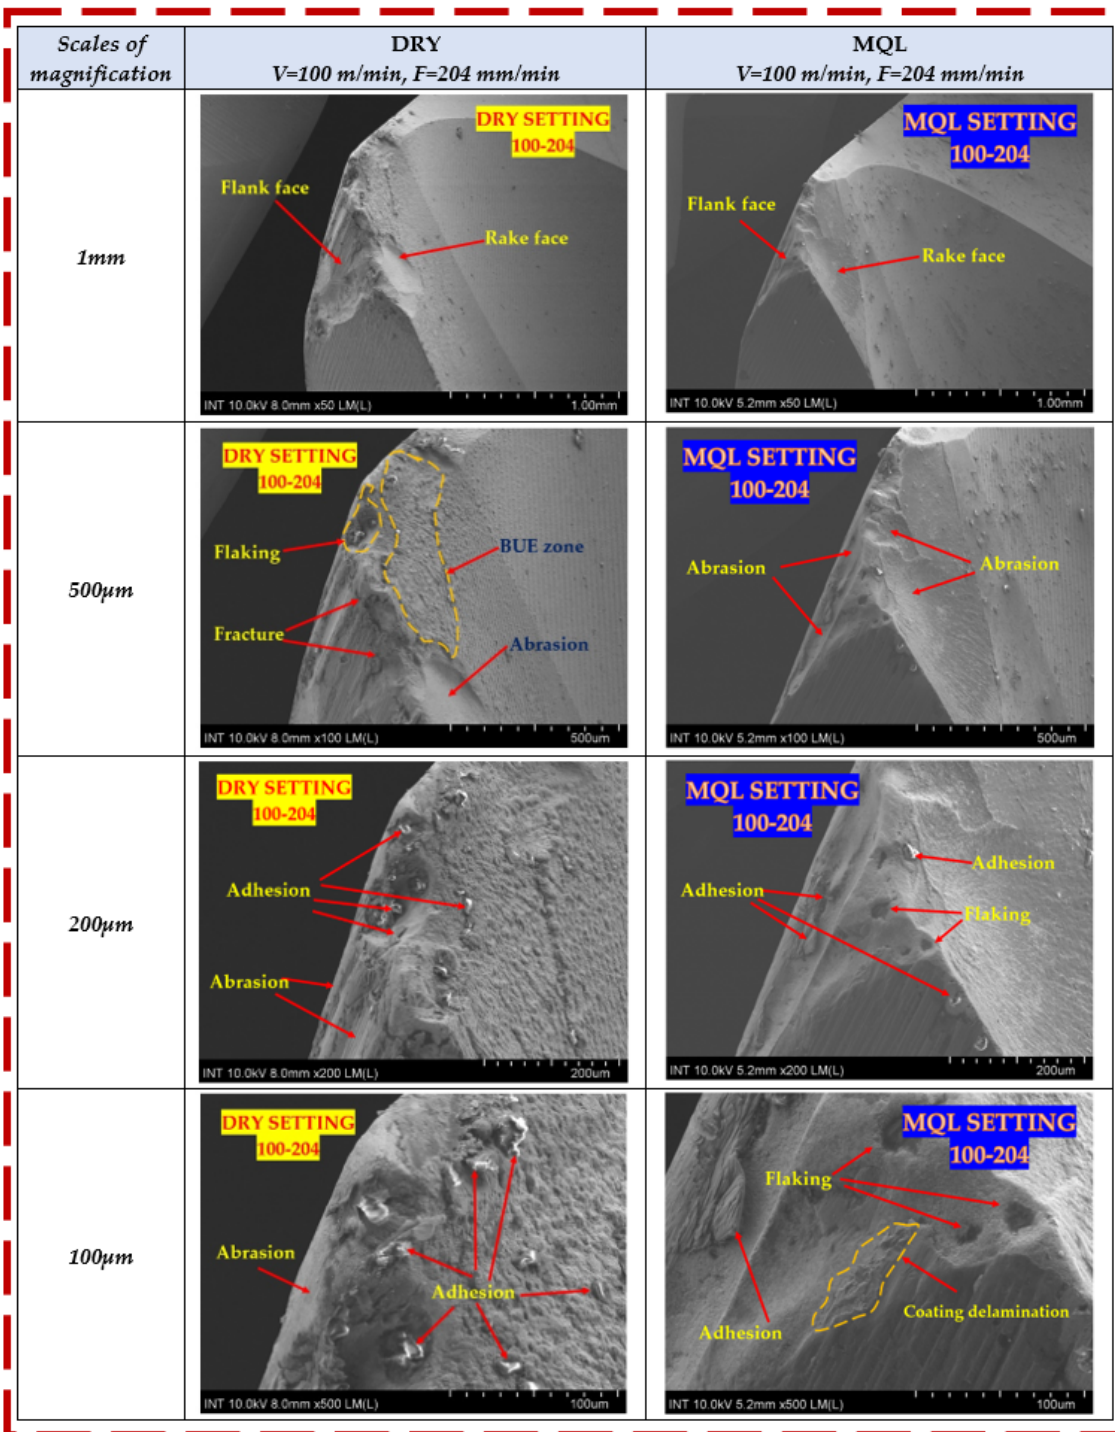 Scales of
magnification
DRY
V=100 m/min, F=204 mm/min
MQL
V=100 m/min, F=204 mm/min
1mm
DRY SETTING
100-204
Flank face
Rake face
INT 10.0kV 8.0mm x50 LM(L)
1.00mm
MQL SETTING
100-204
Flank face
Rake face
INT 10.0kV 5.2mm x50 LM(L)
1.00mm
500µm
DRY SETTING
100-204
Flaking
BUE zone
Fracture
Abrasion
INT 10.0kV 8.0mm x100 LM(L)
500um
MQL SETTING
100-204
Abrasion
Abrasion
INT 10.0kV 5.2mm x100 LM(L)
500um
200µm
DRY SETTING
100-204
Adhesion
Abrasion
INT 10.0kV 8.0mm x200 LM(L)
200um
MQL SETTING
100-204
Adhesion
Adhesion
Flaking
INT 10.0kV 5.2mm x200 LM(L)
200um
100µm
DRY SETTING
100-204
Abrasion
Adhesion
INT 10.0kV 8.0mm x500 LM(L)
100um
MQL SETTING
100-204
Flaking
Coating delamination
Adhesion
INT 10.0kV 5.2mm x500 LM(L)
100um